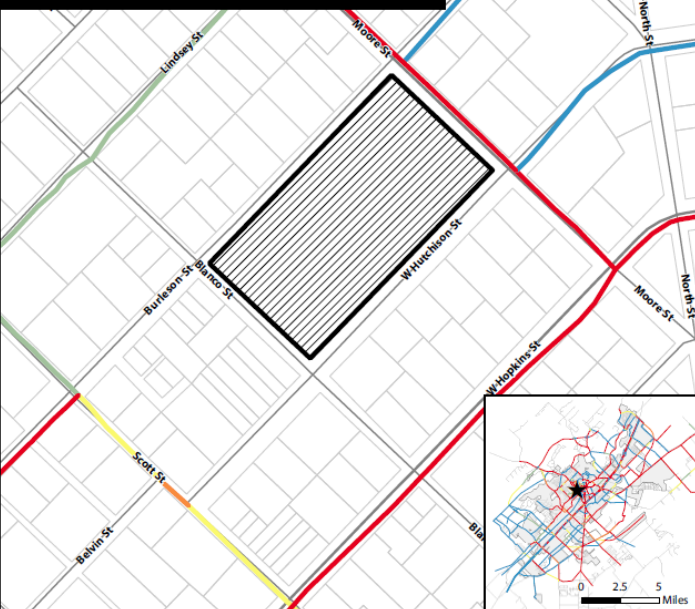 North St
Moore St
Lindsey St
W Hutchison St
Blanco St
Burleson St
North St
Moore St
W Hopkins St
Scott St
Belvin St
Bla
0 2.5 5
Miles